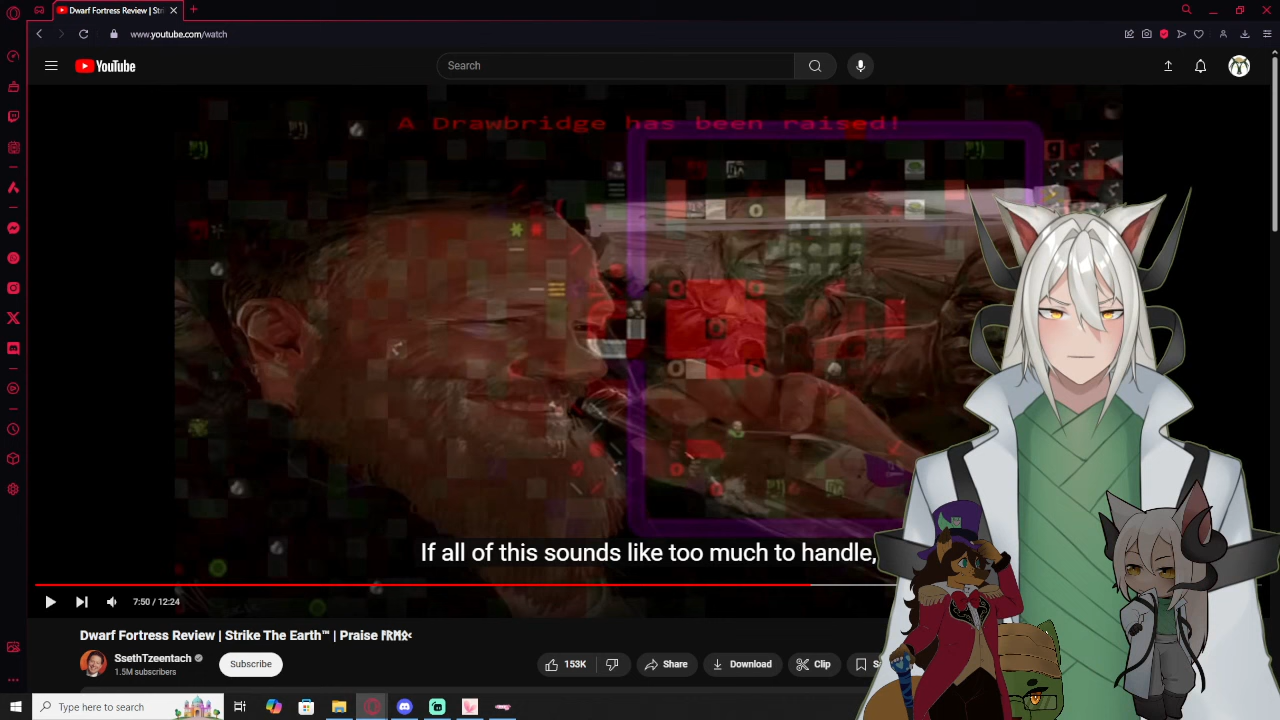 Dwarf Fortress Review | Stri
www.youtube.com/watch
YouTube
Search
A Drawbridge has been raised!
If all of this sounds like too much to handle,
7:50 / 12:24
Dwarf Fortress Review | Strike The Earth™ | Praise
SsethTzeentach
1.5M subscribers
Subscribe
153K
Share
Download
Clip
Type here to search